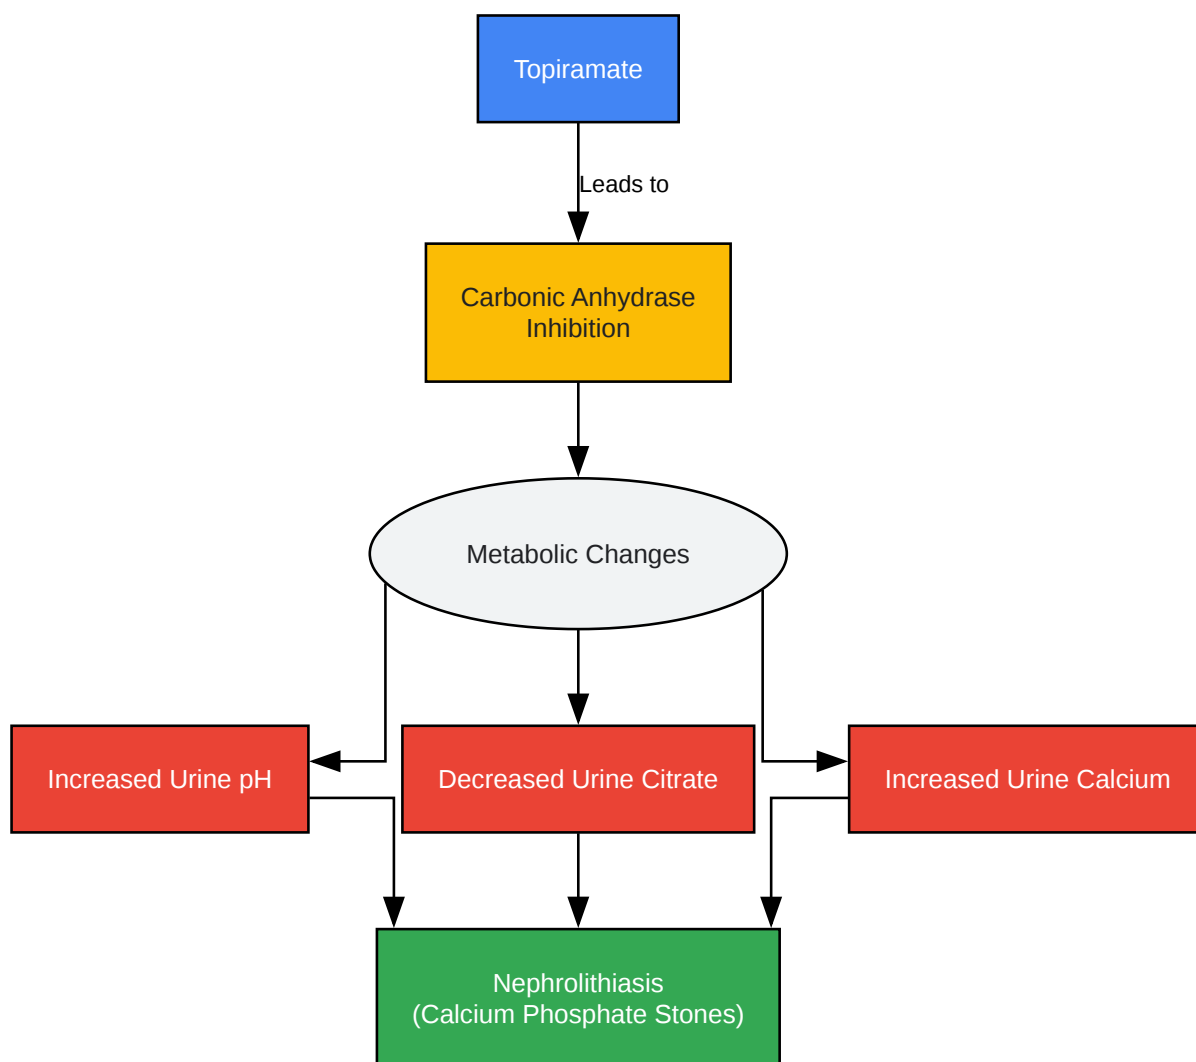 Topiramate
Leads to
Carbonic Anhydrase
Inhibition
Metabolic Changes
Increased Urine pH
Decreased Urine Citrate
Increased Urine Calcium
Nephrolithiasis
(Calcium Phosphate Stones)